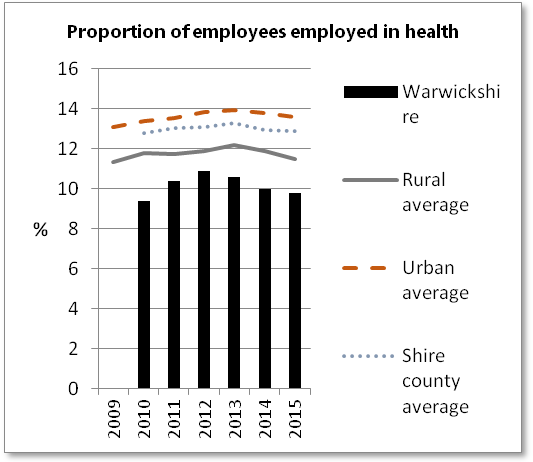 Proportion of employees employed in health
16
14
12
10
8
6
4
2
0
%
2009
2010
2011
2012
2013
2014
2015
Warwickshi
re
Rural
average
Urban
average
Shire
county
average